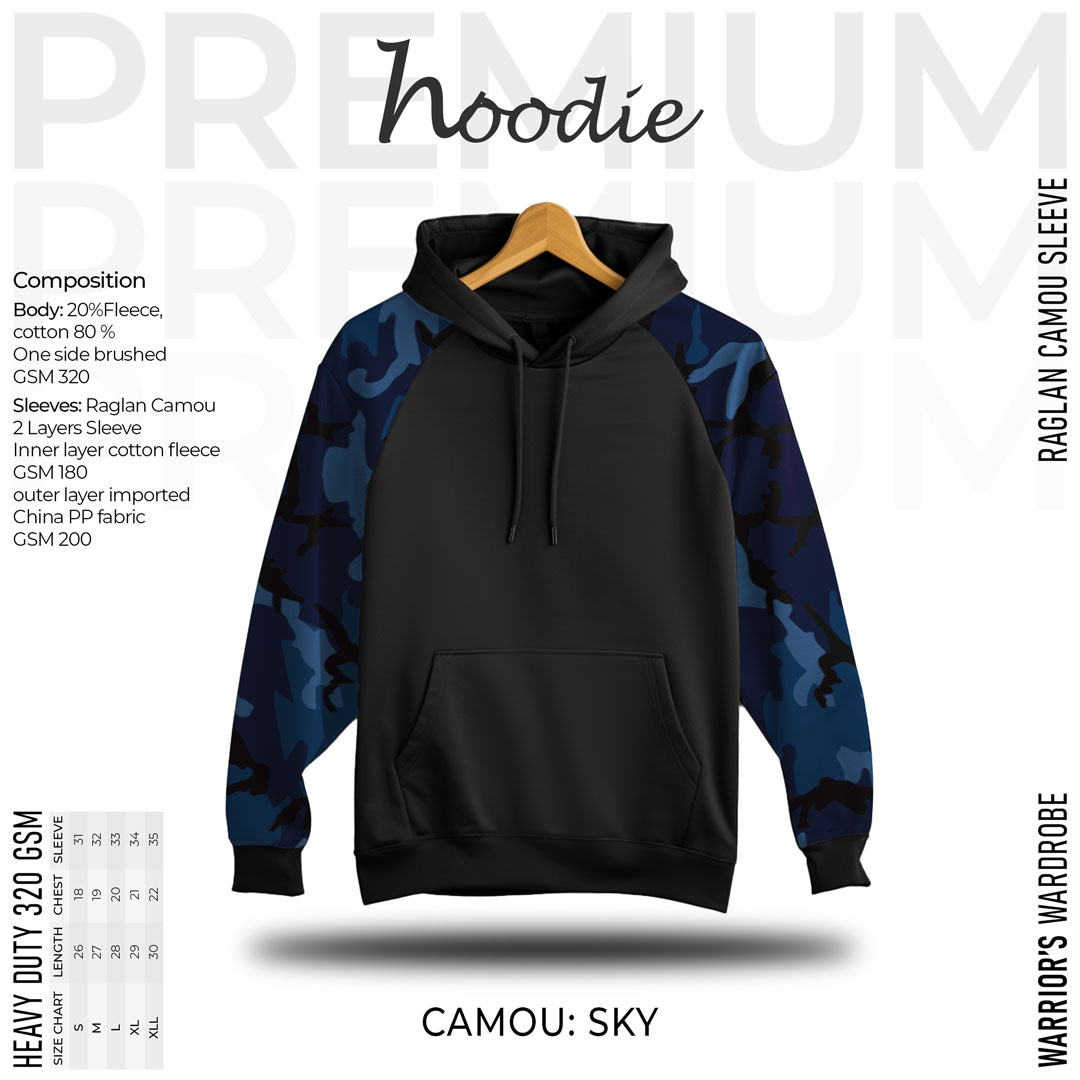 PREMIUM
hoodie
PREMIUM
PREMIUM
Composition
Body: 20%Fleece,
cotton 80 %
One side brushed
GSM 320
Sleeves: Raglan Camou
2 Layers Sleeve
Inner layer cotton fleece
GSM 180
outer layer imported
China PP fabric
GSM 200
RAGLAN CAMOU SLEEVE
HEAVY DUTY 320 GSM
SIZE CHART LENGTH CHEST SLEEVE
S 26 18 31
M 27 19 32
L 28 20 33
XL 29 21 34
XLL 30 22 35
CAMOU: SKY
WARRIOR'S WARDROBE